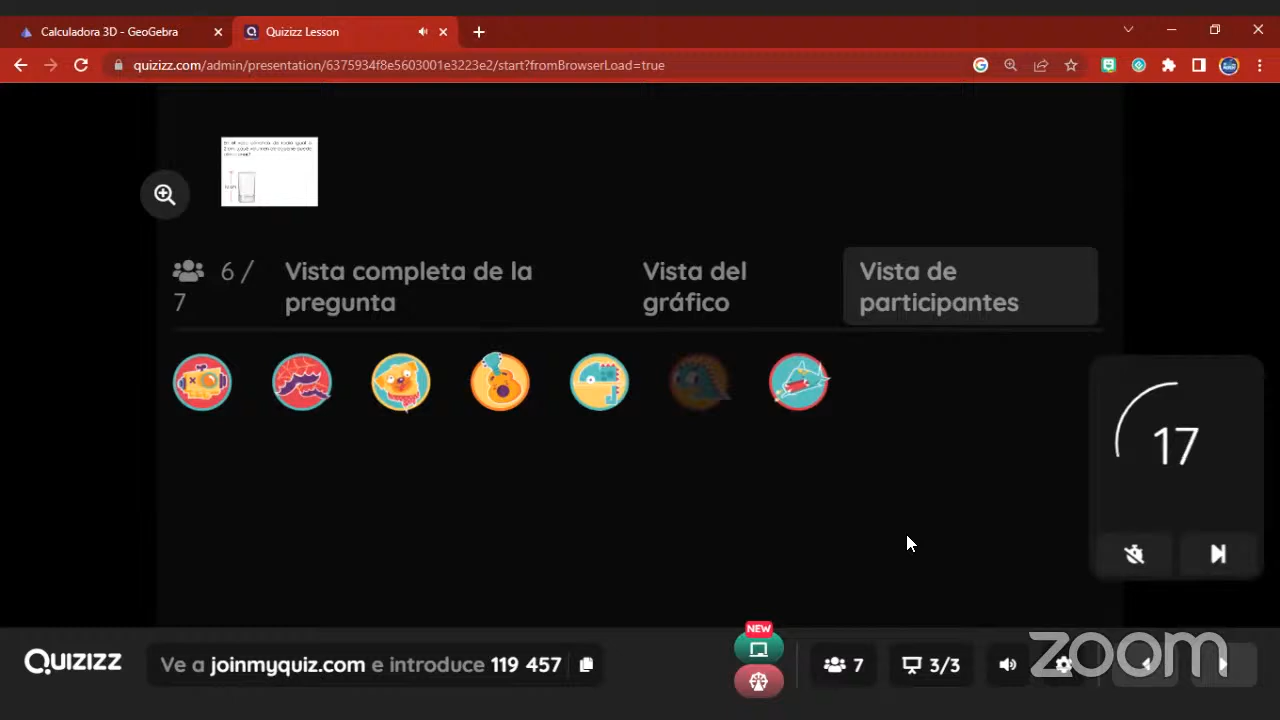 Calculadora 3D - GeoGebra
Quizizz Lesson
quizizz.com/admin/presentation/6375934f8e5603001e3223e2/start?fromBrowserLoad=true
6 /
7
Vista completa de la
pregunta
Vista del
gráfico
Vista de
participantes
17
NEW
Quizizz
Ve a joinmyquiz.com e introduce 119 457
7
3/3
zoom